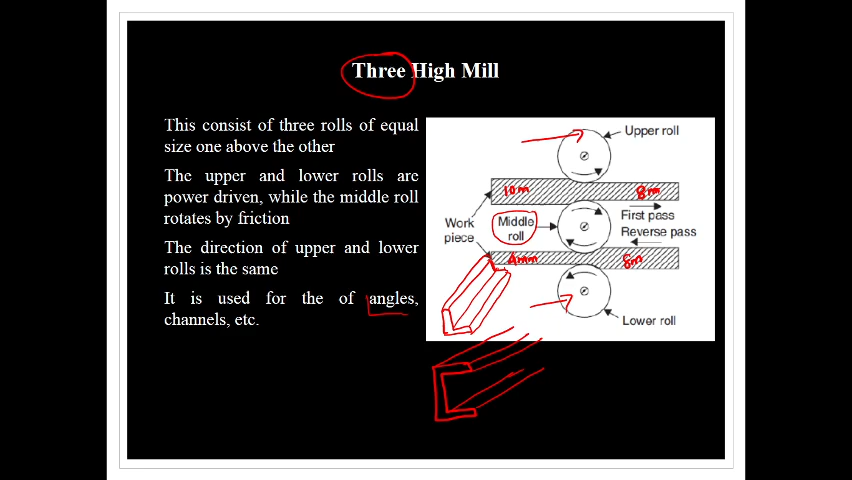 Three High Mill
This consist of three rolls of equal
size one above the other
The upper and lower rolls are
power driven, while the middle roll
rotates by friction
The direction of upper and lower
rolls is the same
It is used for the of angles,
channels, etc.
Upper roll
10m
8m
Middle
roll
First pass
Reverse pass
Work
piece
4mm
8m
Lower roll